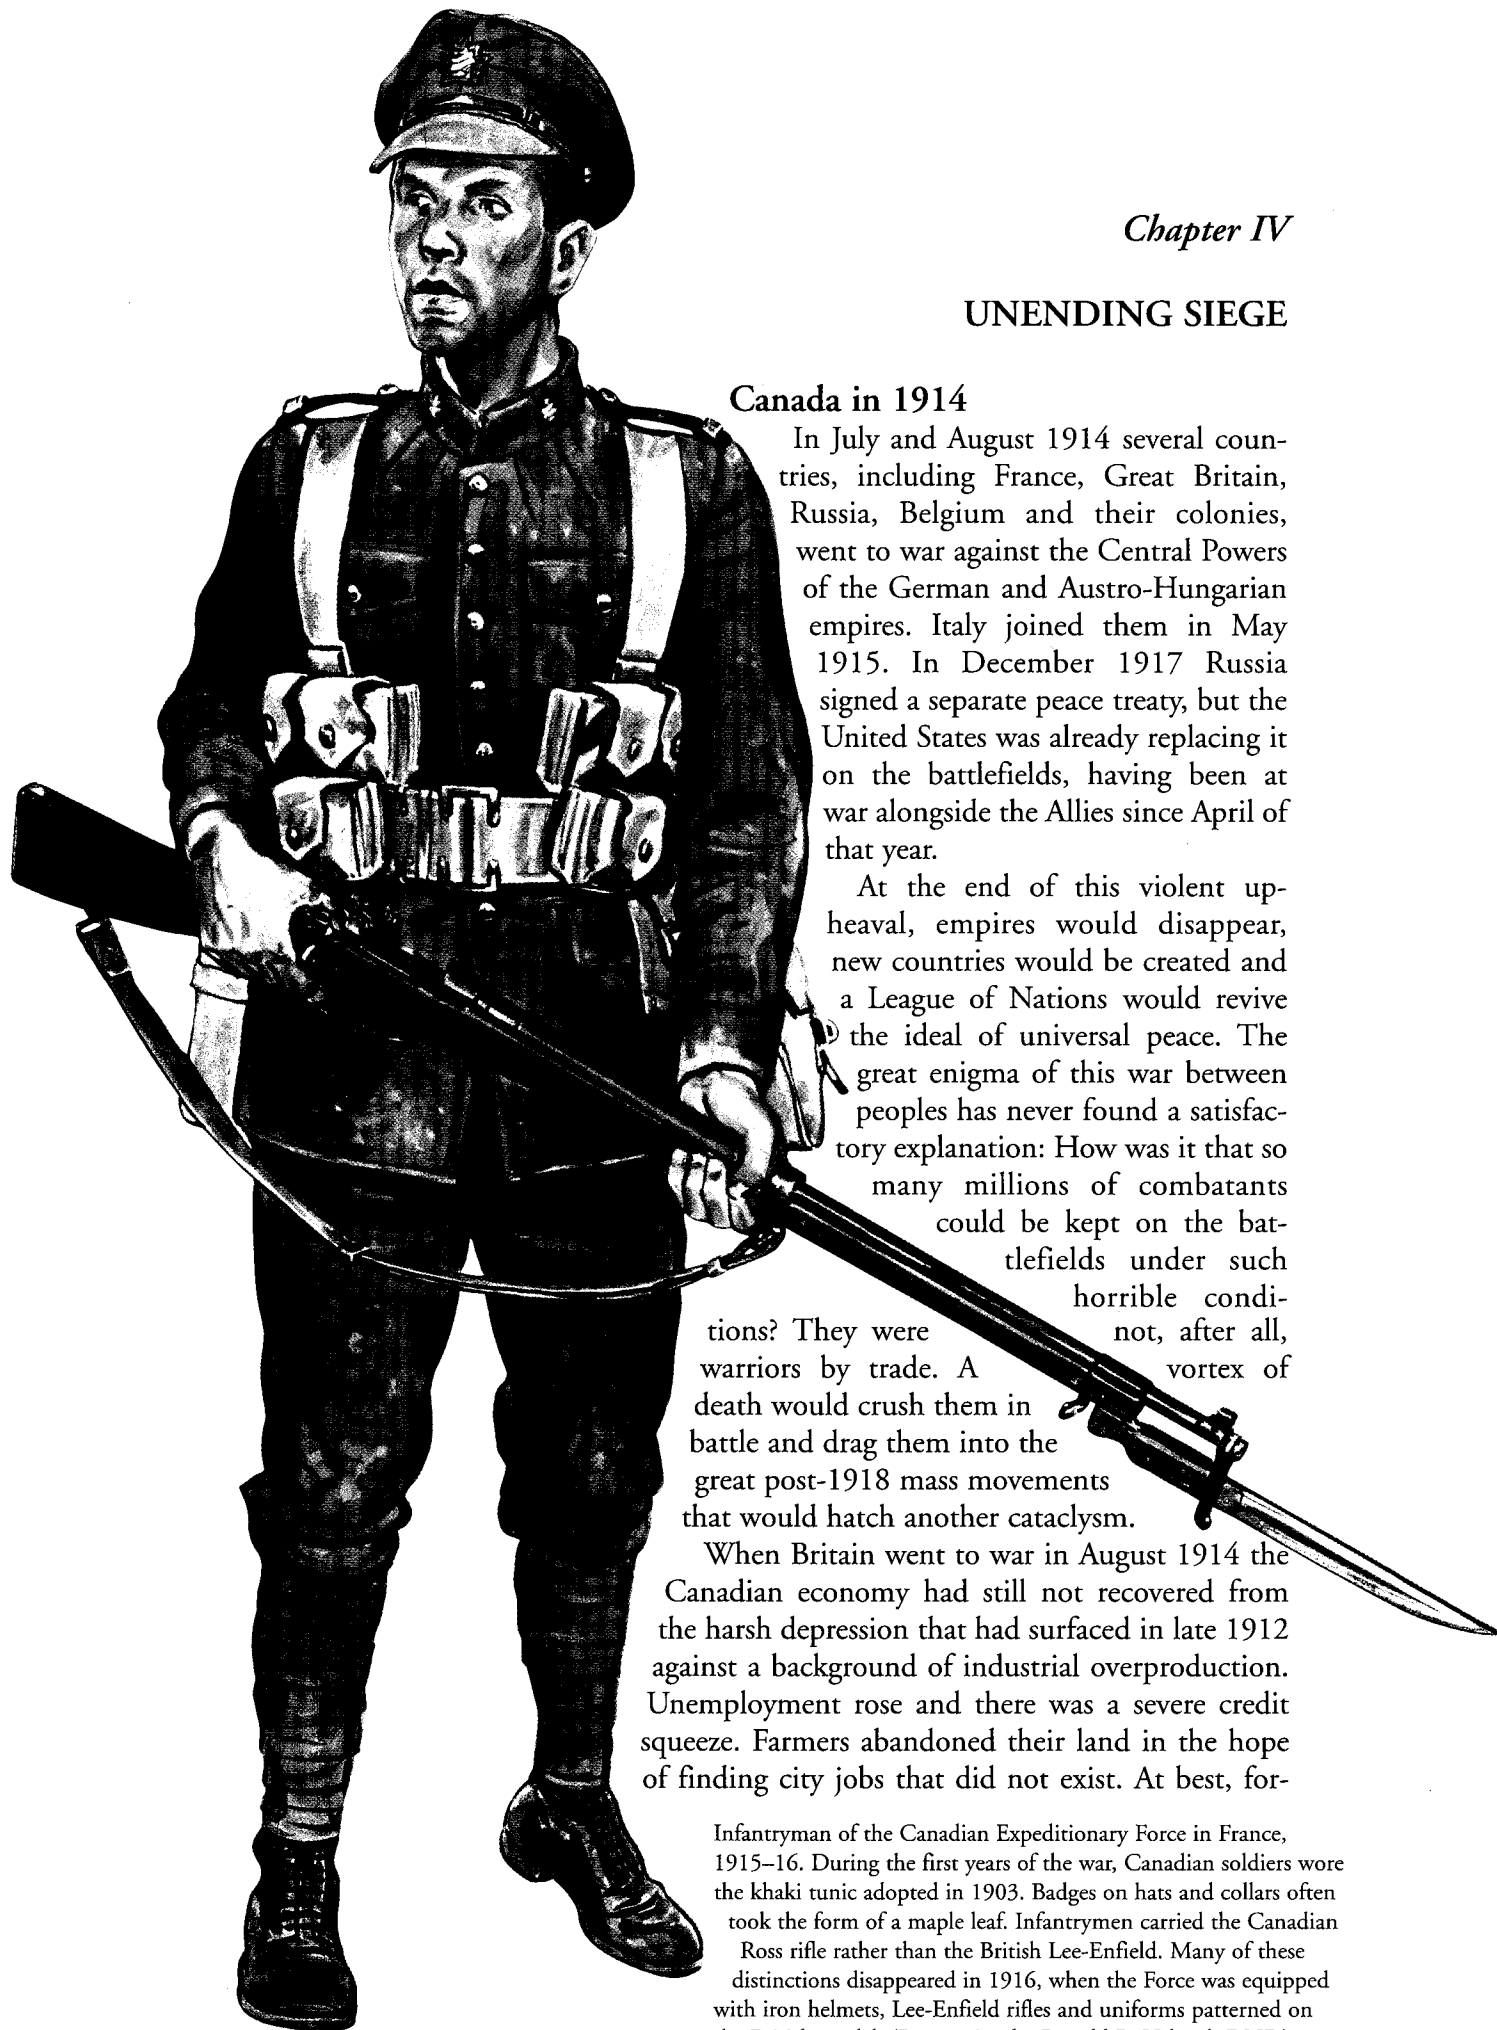 Chapter IV
UNENDING SIEGE
Canada in 1914
In July and August 1914 several coun-
tries, including France, Great Britain,
Russia, Belgium and their colonies,
went to war against the Central Powers
of the German and Austro-Hungarian
empires. Italy joined them in May
1915. In December 1917 Russia
signed a separate peace treaty, but the
United States was already replacing it
on the battlefields, having been at
war alongside the Allies since April of
that year.
At the end of this violent up-
heaval, empires would disappear,
new countries would be created and
a League of Nations would revive
the ideal of universal peace. The
great enigma of this war between
peoples has never found a satisfac-
tory explanation: How was it that so
many millions of combatants
could be kept on the bat-
tlefields under such
horrible condi-
tions? They were not, after all,
warriors by trade. A vortex of
death would crush them in
battle and drag them into the
great post-1918 mass movements
that would hatch another cataclysm.
When Britain went to war in August 1914 the
Canadian economy had still not recovered from
the harsh depression that had surfaced in late 1912
against a background of industrial overproduction.
Unemployment rose and there was a severe credit
squeeze. Farmers abandoned their land in the hope
of finding city jobs that did not exist. At best, for-
Infantryman of the Canadian Expeditionary Force in France,
1915–16. During the first years of the war, Canadian soldiers wore
the khaki tunic adopted in 1903. Badges on hats and collars often
took the form of a maple leaf. Infantrymen carried the Canadian
Ross rifle rather than the British Lee-Enfield. Many of these
distinctions disappeared in 1916, when the Force was equipped
with iron helmets, Lee-Enfield rifles and uniforms patterned on